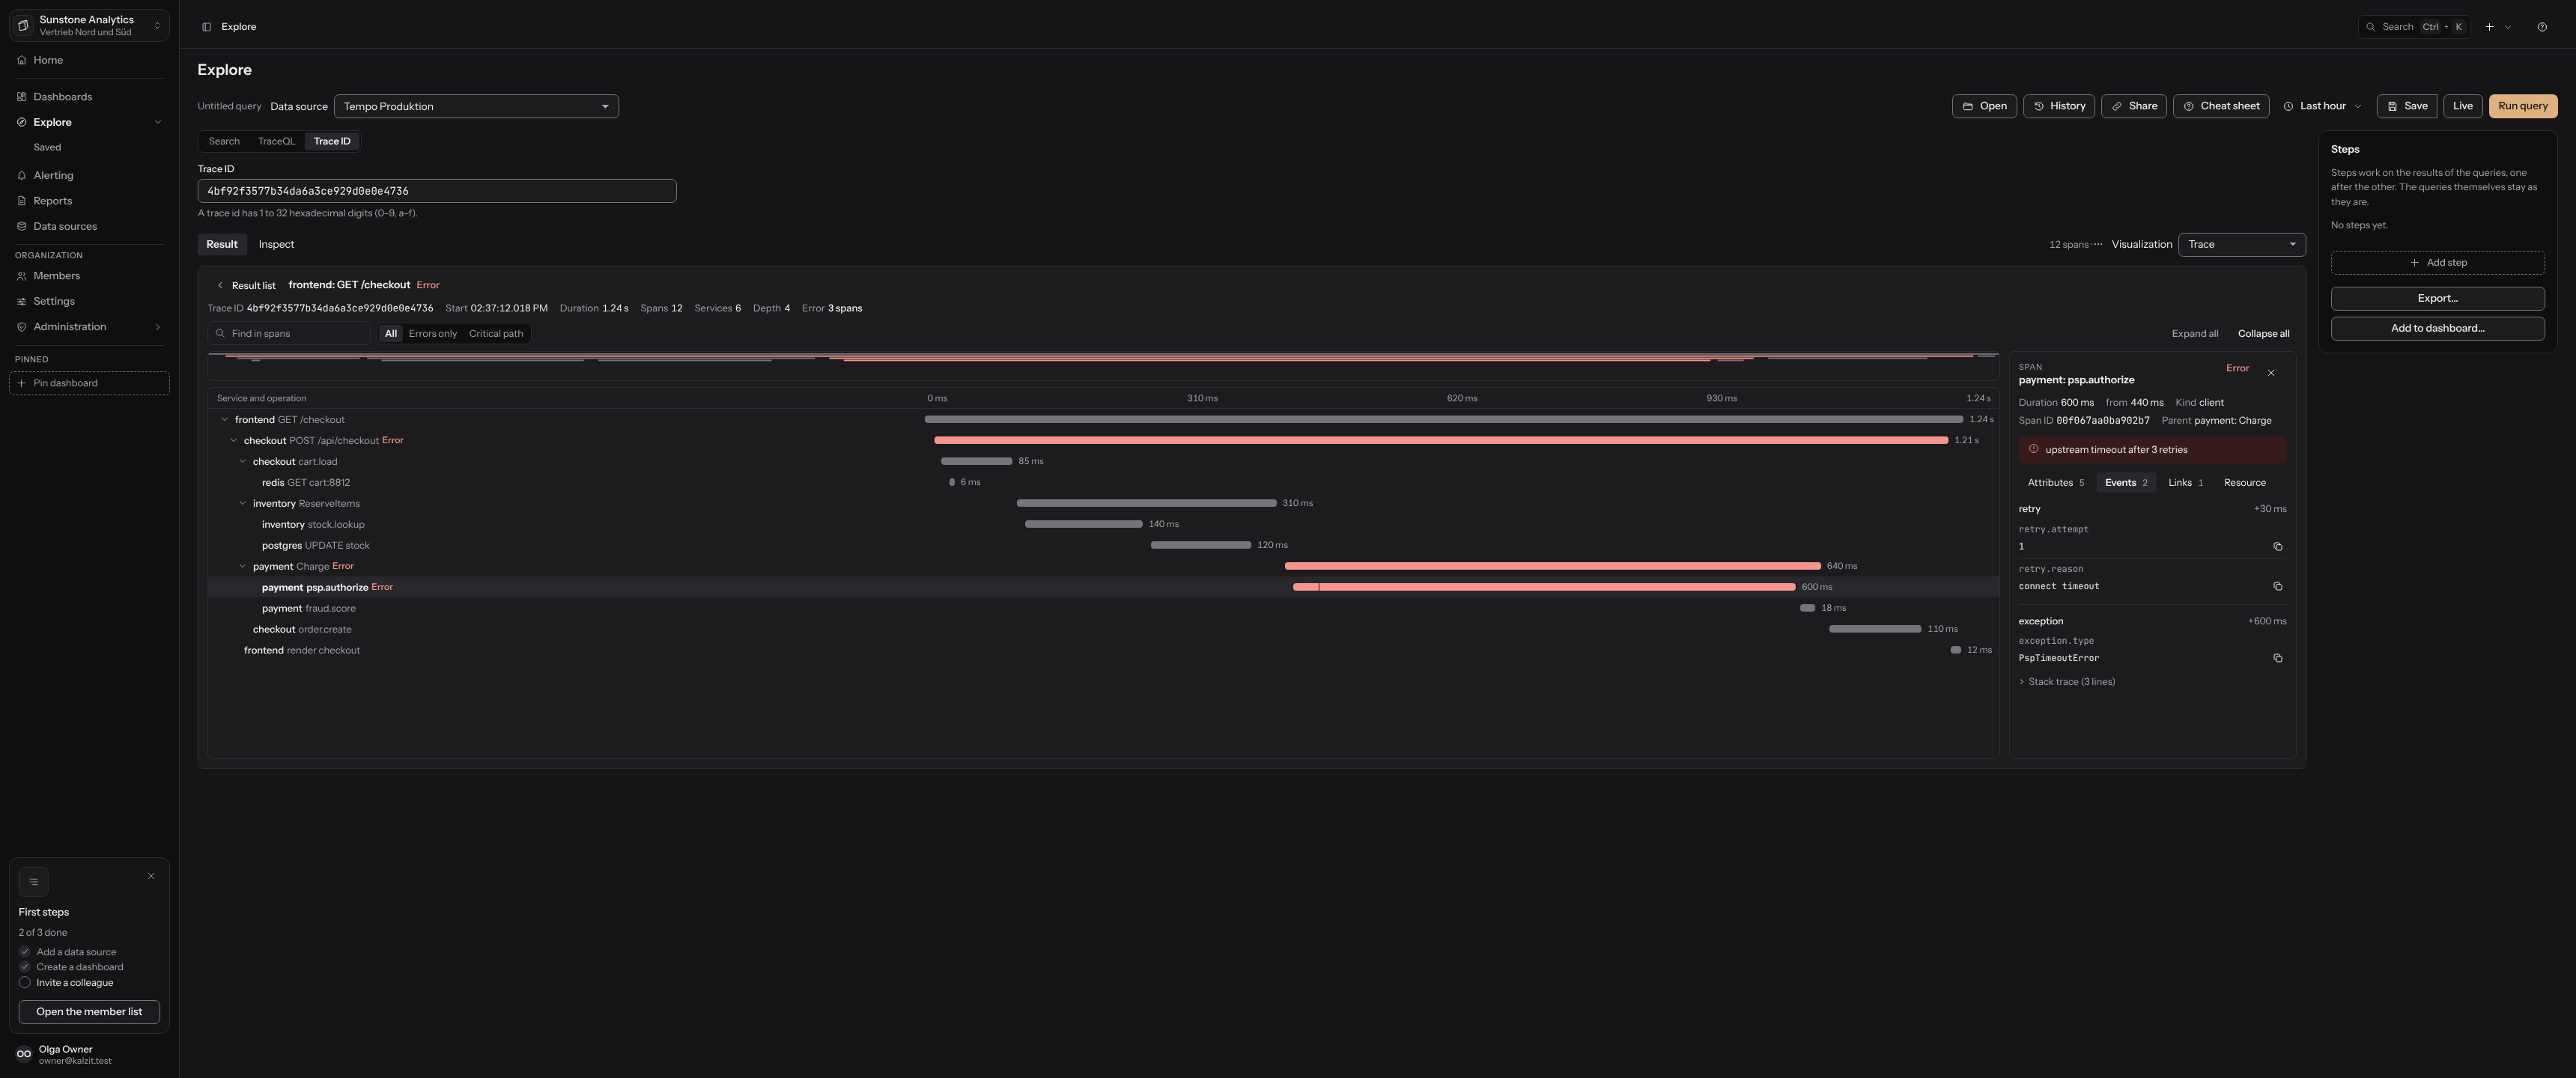 Sunstone Analytics
Vertrieb Nord und Süd
Home
Dashboards
Explore
Saved
Alerting
Reports
Data sources
ORGANIZATION
Members
Settings
Administration
PINNED
Pin dashboard
First steps
2 of 3 done
Add a data source
Create a dashboard
Invite a colleague
Open the member list
OO
Olga Owner
owner@kalzit.test
Explore
Search Ctrl + K
Explore
Untitled query Data source Tempo Produktion
Open History Share Cheat sheet Last hour Save Live Run query
Search TraceQL Trace ID
Trace ID
4bf92f3577b34da6a3ce929d0e0e4736
A trace id has 1 to 32 hexadecimal digits (0–9, a–f).
Result Inspect
12 spans · ··· Visualization Trace
Result list frontend: GET /checkout Error
Trace ID 4bf92f3577b34da6a3ce929d0e0e4736 Start 02:37:12.018 PM Duration 1.24 s Spans 12 Services 6 Depth 4 Error 3 spans
Find in spans All Errors only Critical path
Expand all Collapse all
Service and operation 0 ms 310 ms 620 ms 930 ms 1.24 s
frontend GET /checkout 1.24 s
checkout POST /api/checkout Error 1.21 s
checkout cart.load 85 ms
redis GET cart:8812 6 ms
inventory ReserveItems 310 ms
inventory stock.lookup 140 ms
postgres UPDATE stock 120 ms
payment Charge Error 640 ms
payment psp.authorize Error 600 ms
payment fraud.score 18 ms
checkout order.create 110 ms
frontend render checkout 12 ms
SPAN
payment: psp.authorize Error
Duration 600 ms from 440 ms Kind client
Span ID 00f067aa0ba902b7 Parent payment: Charge
upstream timeout after 3 retries
Attributes 5 Events 2 Links 1 Resource
retry +30 ms
retry.attempt
1
retry.reason
connect timeout
exception +600 ms
exception.type
PspTimeoutError
Stack trace (3 lines)
Steps
Steps work on the results of the queries, one
after the other. The queries themselves stay as
they are.
No steps yet.
Add step
Export...
Add to dashboard...